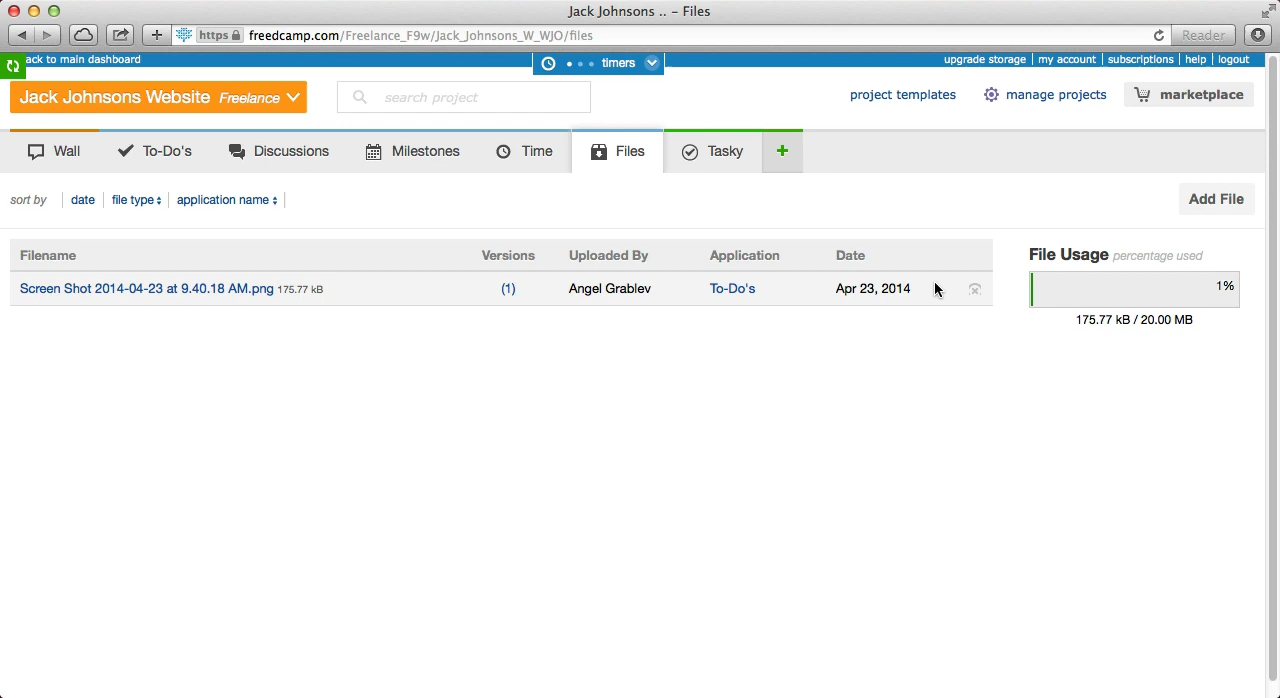 Jack Johnsons .. – Files
https freedcamp.com/Freelance_F9w/Jack_Johnsons_W_WJO/files Reader
ack to main dashboard timers upgrade storage my account subscriptions help logout
Jack Johnsons Website Freelance search project project templates manage projects marketplace
Wall To-Do's Discussions Milestones Time Files Tasky +
sort by date file type application name Add File
Filename Versions Uploaded By Application Date
Screen Shot 2014-04-23 at 9.40.18 AM.png 175.77 kB (1) Angel Grablev To-Do's Apr 23, 2014
File Usage percentage used
1%
175.77 kB / 20.00 MB